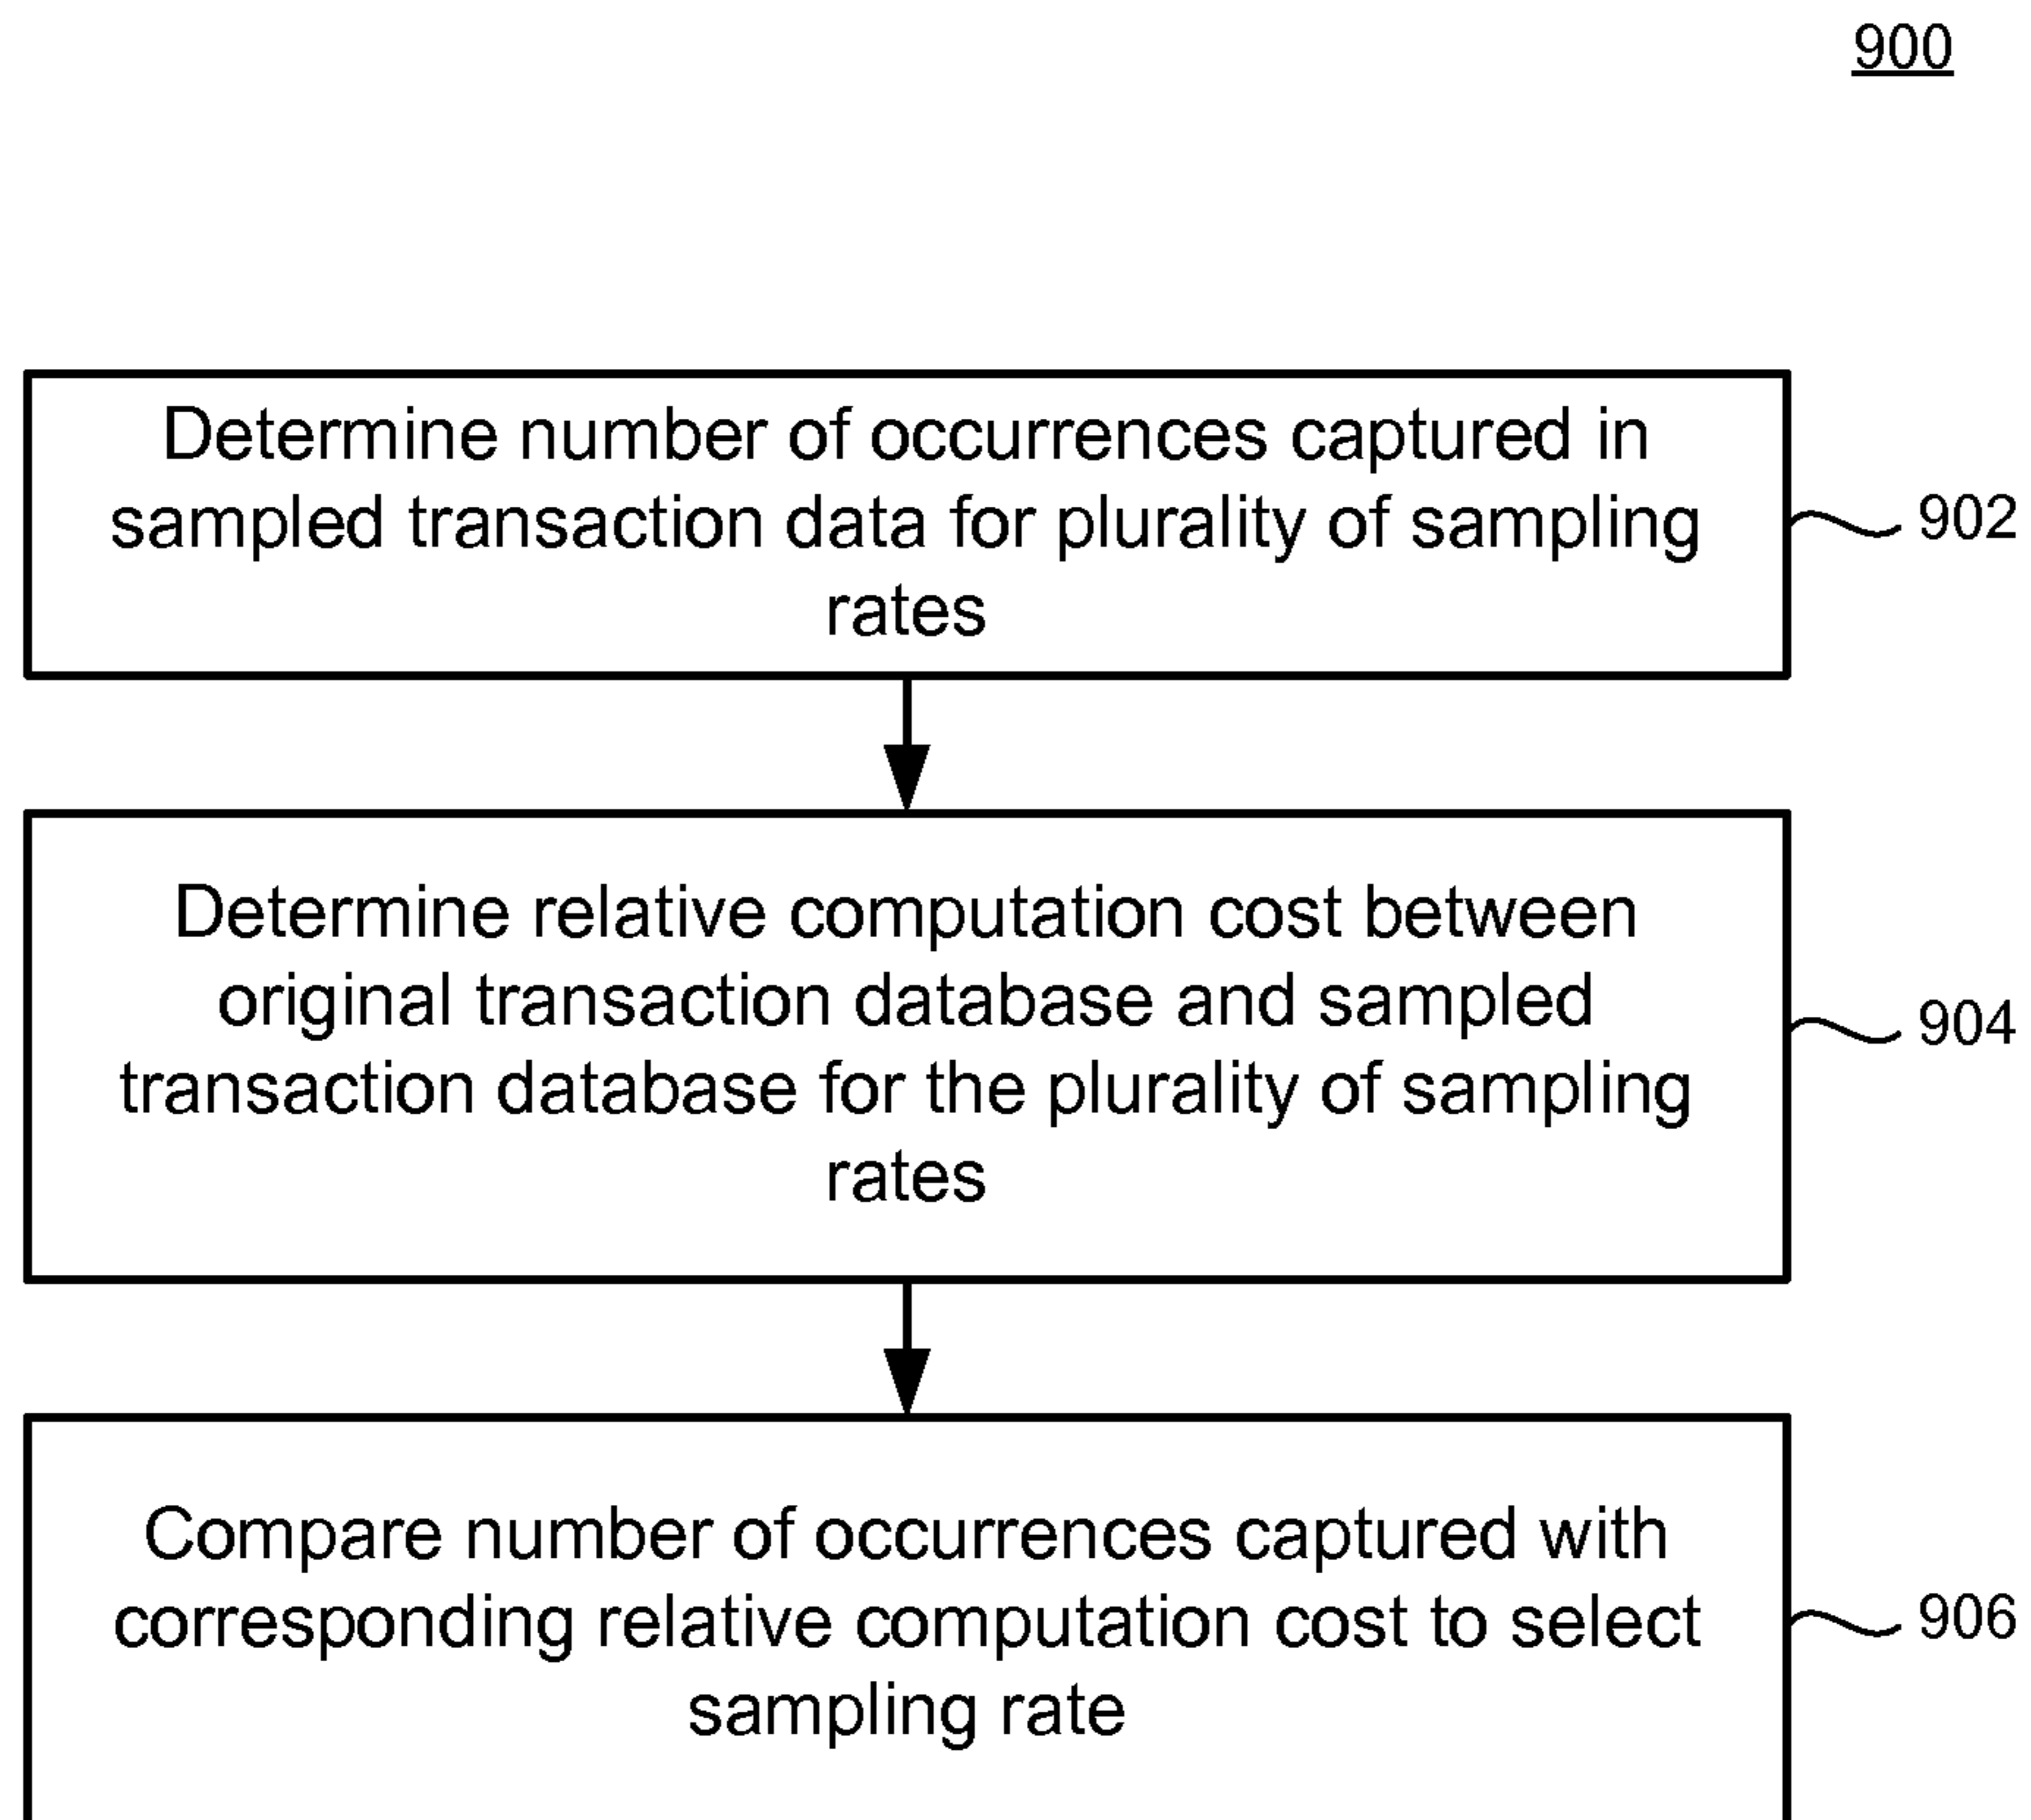 900
Determine number of occurrences captured in
sampled transaction data for plurality of sampling
rates
902
Determine relative computation cost between
original transaction database and sampled
transaction database for the plurality of sampling
rates
904
Compare number of occurrences captured with
corresponding relative computation cost to select
sampling rate
906